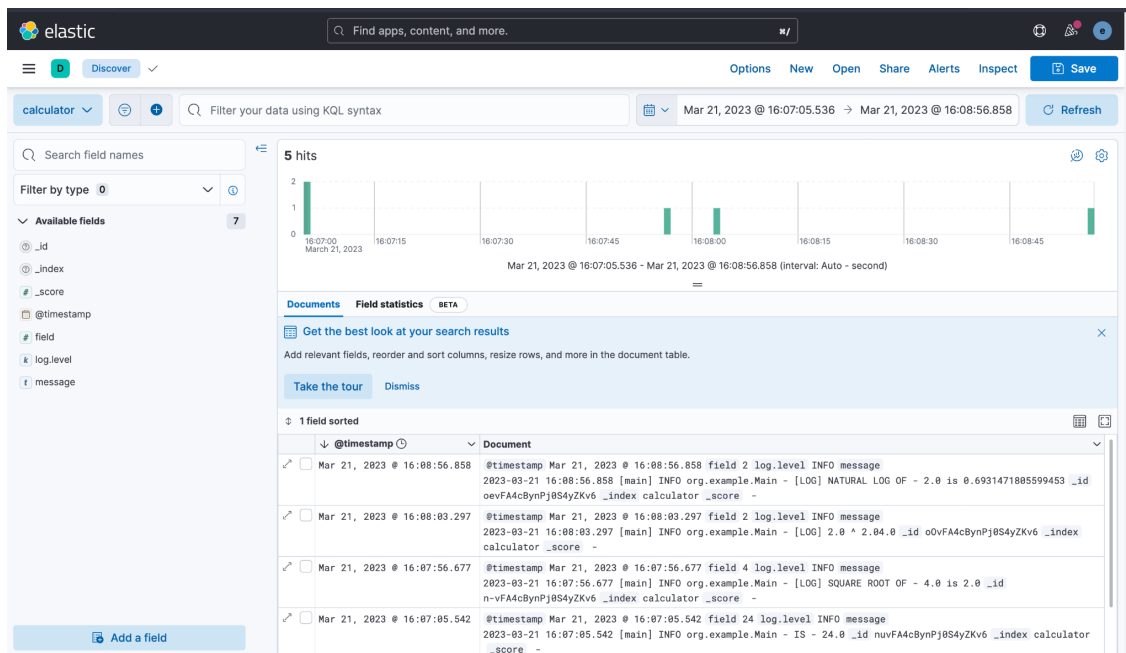 elastic
Find apps, content, and more.
⌘/
e
D
Discover
Options New Open Share Alerts Inspect Save
calculator
Filter your data using KQL syntax
Mar 21, 2023 @ 16:07:05.536 → Mar 21, 2023 @ 16:08:56.858
Refresh
Search field names
Filter by type 0
Available fields 7
_id
_index
# _score
@timestamp
# field
k log.level
t message
Add a field
5 hits
2
1
0
16:07:00 16:07:15 16:07:30 16:07:45 16:08:00 16:08:15 16:08:30 16:08:45
March 21, 2023
Mar 21, 2023 @ 16:07:05.536 - Mar 21, 2023 @ 16:08:56.858 (interval: Auto - second)
Documents Field statistics BETA
Get the best look at your search results
Add relevant fields, reorder and sort columns, resize rows, and more in the document table.
Take the tour Dismiss
1 field sorted
↓ @timestamp Document
Mar 21, 2023 @ 16:08:56.858 @timestamp Mar 21, 2023 @ 16:08:56.858 field 2 log.level INFO message
2023-03-21 16:08:56.858 [main] INFO org.example.Main - [LOG] NATURAL LOG OF - 2.0 is 0.6931471805599453 _id
oevFA4cBynPj0S4yZKv6 _index calculator _score -
Mar 21, 2023 @ 16:08:03.297 @timestamp Mar 21, 2023 @ 16:08:03.297 field 2 log.level INFO message
2023-03-21 16:08:03.297 [main] INFO org.example.Main - [LOG] 2.0 ^ 2.04.0 _id oOvFA4cBynPj0S4yZKv6 _index
calculator _score -
Mar 21, 2023 @ 16:07:56.677 @timestamp Mar 21, 2023 @ 16:07:56.677 field 4 log.level INFO message
2023-03-21 16:07:56.677 [main] INFO org.example.Main - [LOG] SQUARE ROOT OF - 4.0 is 2.0 _id
n-vFA4cBynPj0S4yZKv6 _index calculator _score -
Mar 21, 2023 @ 16:07:05.542 @timestamp Mar 21, 2023 @ 16:07:05.542 field 24 log.level INFO message
2023-03-21 16:07:05.542 [main] INFO org.example.Main - IS - 24.0 _id nuvFA4cBynPj0S4yZKv6 _index calculator
_score -